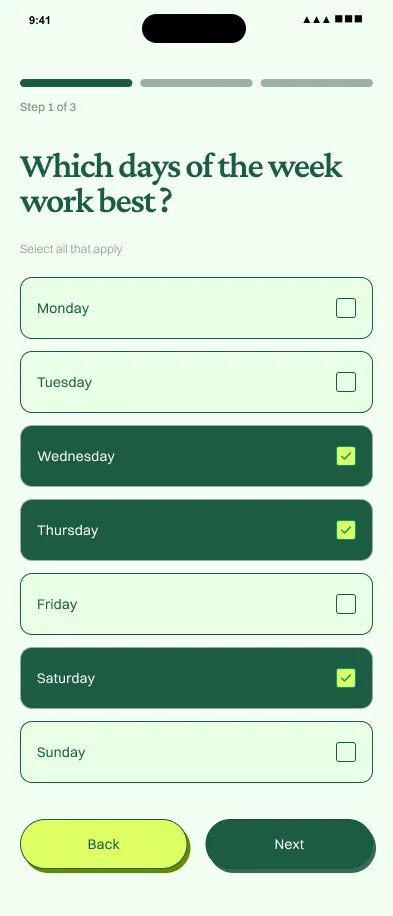 9:41
Step 1 of 3
Which days of the week
work best?
Select all that apply
Monday
Tuesday
Wednesday
Thursday
Friday
Saturday
Sunday
Back
Next